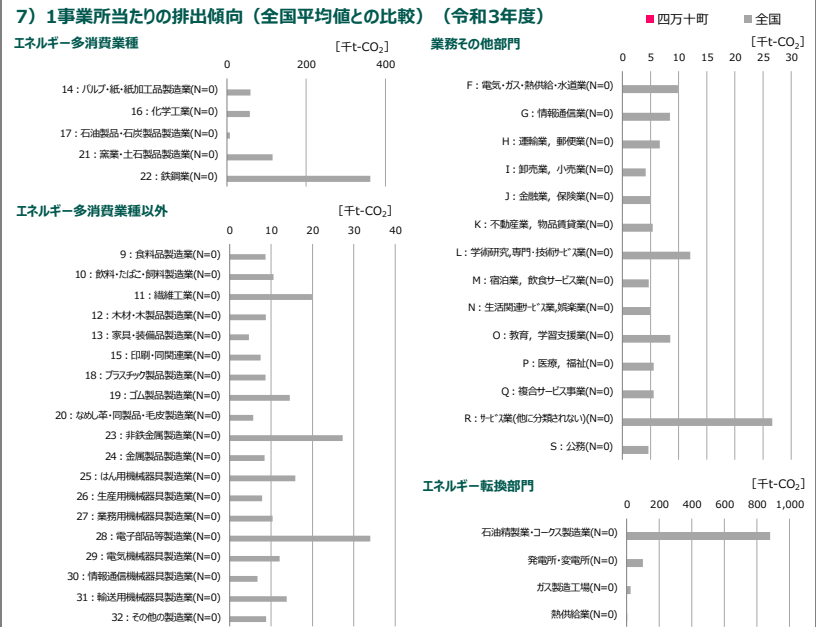 7）1事業所当たりの排出傾向（全国平均値との比較）（令和3年度）
■四万十町 ■全国
エネルギー多消費業種
［千t-CO₂］
0 200 400
14：パルプ・紙・紙加工品製造業(N=0)
16：化学工業(N=0)
17：石油製品・石炭製品製造業(N=0)
21：窯業・土石製品製造業(N=0)
22：鉄鋼業(N=0)
エネルギー多消費業種以外
［千t-CO₂］
0 10 20 30 40
9：食料品製造業(N=0)
10：飲料・たばこ・飼料製造業(N=0)
11：繊維工業(N=0)
12：木材・木製品製造業(N=0)
13：家具・装備品製造業(N=0)
15：印刷・同関連業(N=0)
18：プラスチック製品製造業(N=0)
19：ゴム製品製造業(N=0)
20：なめし革・同製品・毛皮製造業(N=0)
23：非鉄金属製造業(N=0)
24：金属製品製造業(N=0)
25：はん用機械器具製造業(N=0)
26：生産用機械器具製造業(N=0)
27：業務用機械器具製造業(N=0)
28：電子部品等製造業(N=0)
29：電気機械器具製造業(N=0)
30：情報通信機械器具製造業(N=0)
31：輸送用機械器具製造業(N=0)
32：その他の製造業(N=0)
業務その他部門
［千t-CO₂］
0 5 10 15 20 25 30
F：電気・ガス・熱供給・水道業(N=0)
G：情報通信業(N=0)
H：運輸業，郵便業(N=0)
I：卸売業，小売業(N=0)
J：金融業，保険業(N=0)
K：不動産業，物品賃貸業(N=0)
L：学術研究,専門・技術サービス業(N=0)
M：宿泊業，飲食サービス業(N=0)
N：生活関連サービス業,娯楽業(N=0)
O：教育，学習支援業(N=0)
P：医療，福祉(N=0)
Q：複合サービス事業(N=0)
R：サービス業(他に分類されない)(N=0)
S：公務(N=0)
エネルギー転換部門
［千t-CO₂］
0 200 400 600 800 1,000
石油精製業・コークス製造業(N=0)
発電所・変電所(N=0)
ガス製造工場(N=0)
熱供給業(N=0)